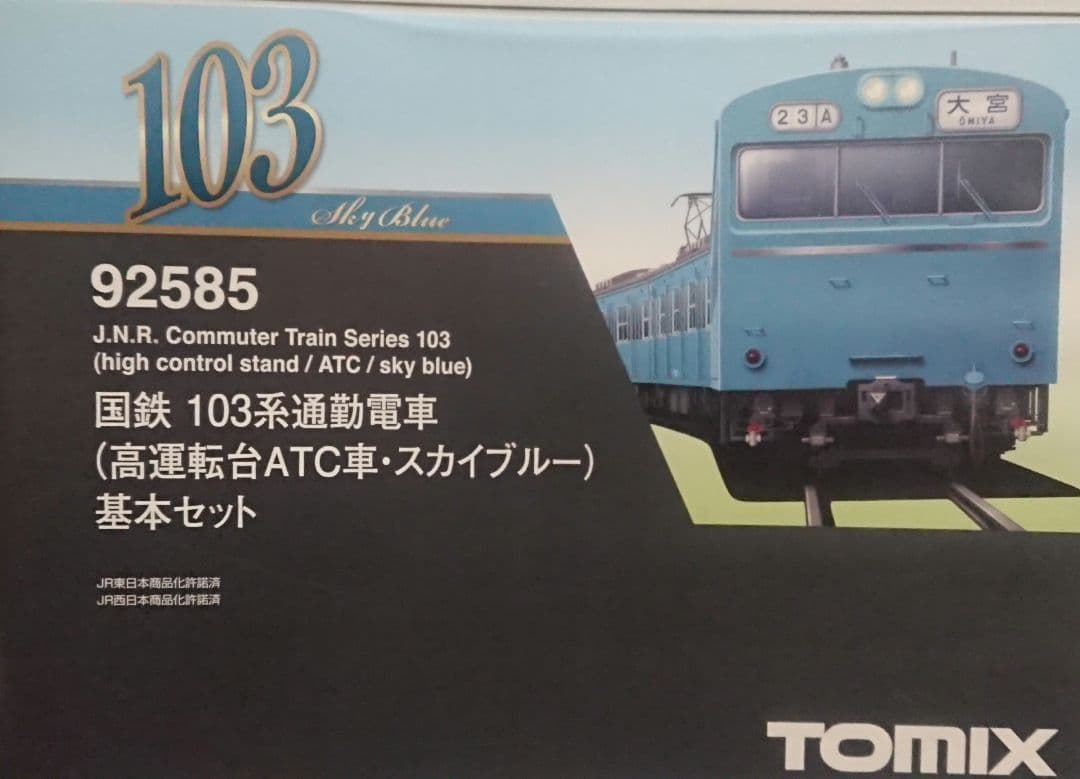 103
Sky Blue
23A
大宮
ŌMIYA
92585
J.N.R. Commuter Train Series 103
(high control stand / ATC / sky blue)
国鉄 103系通勤電車
(高運転台ATC車・スカイブルー)
基本セット
JR東日本商品化許諾済
JR西日本商品化許諾済
TOMIX